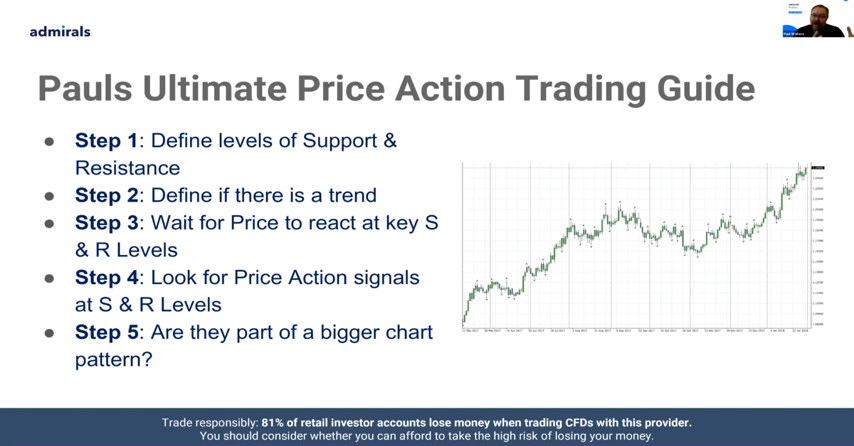 admirals
Paul Wallace
Pauls Ultimate Price Action Trading Guide
● Step 1: Define levels of Support &
Resistance
● Step 2: Define if there is a trend
● Step 3: Wait for Price to react at key S
& R Levels
● Step 4: Look for Price Action signals
at S & R Levels
● Step 5: Are they part of a bigger chart
pattern?
Trade responsibly: 81% of retail investor accounts lose money when trading CFDs with this provider.
You should consider whether you can afford to take the high risk of losing your money.